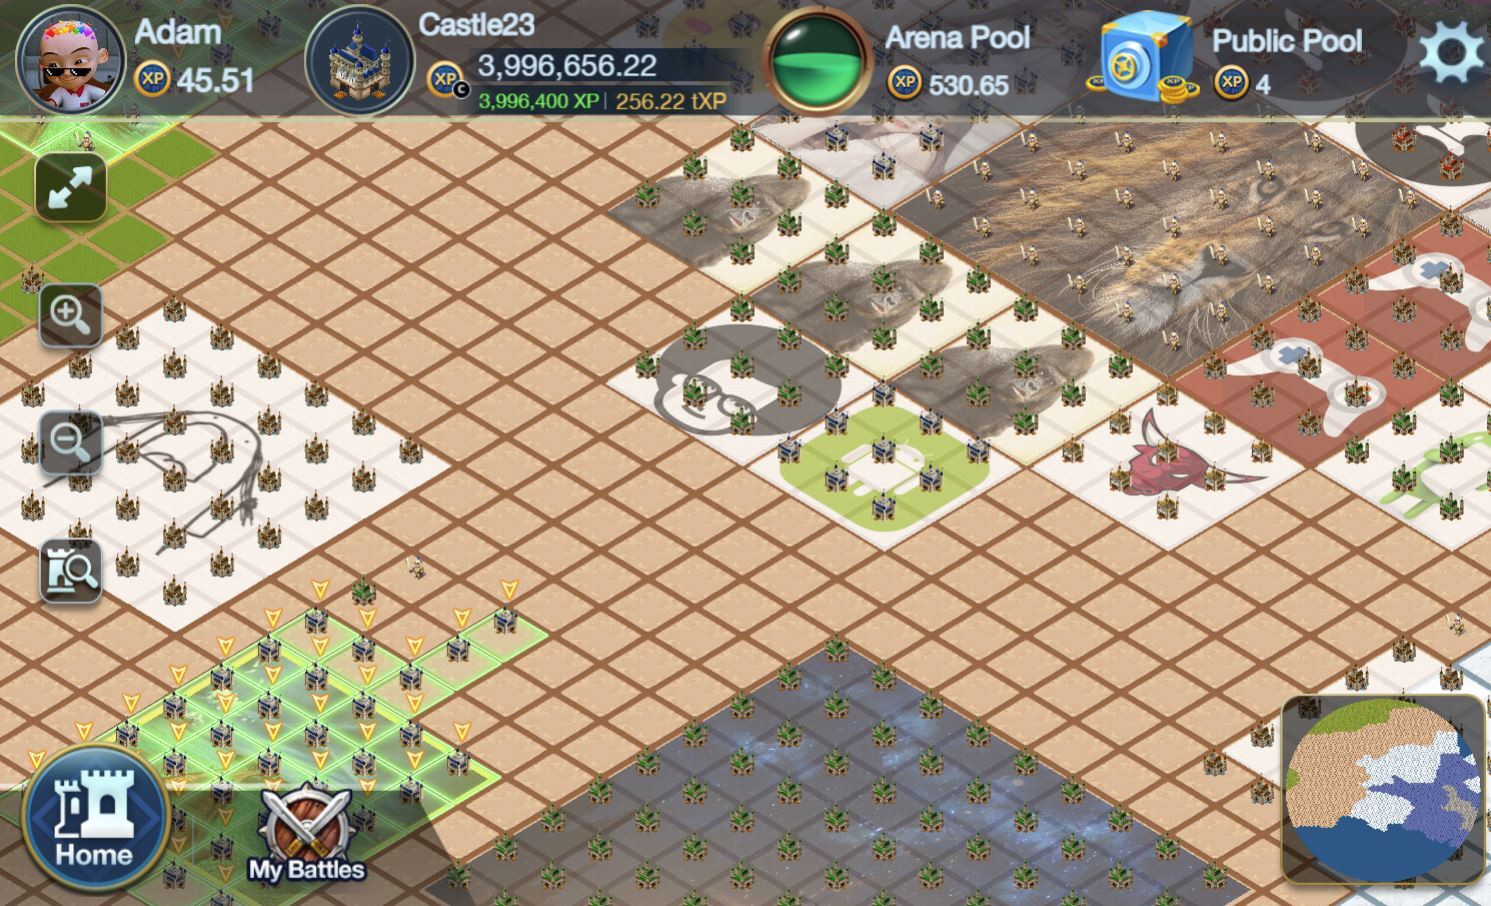 Adam
XP 45.51
Castle23
XP C 3,996,656.22
3,996,400 XP | 256.22 tXP
Arena Pool
XP 530.65
Public Pool
XP 4
Home
My Battles